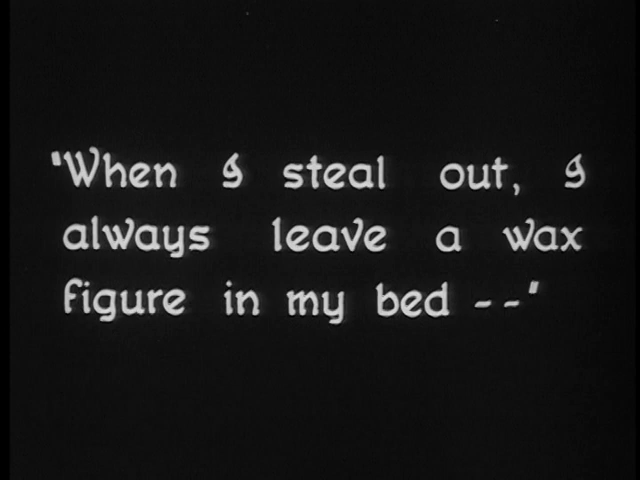 "When I steal out, I
always leave a wax
figure in my bed --"